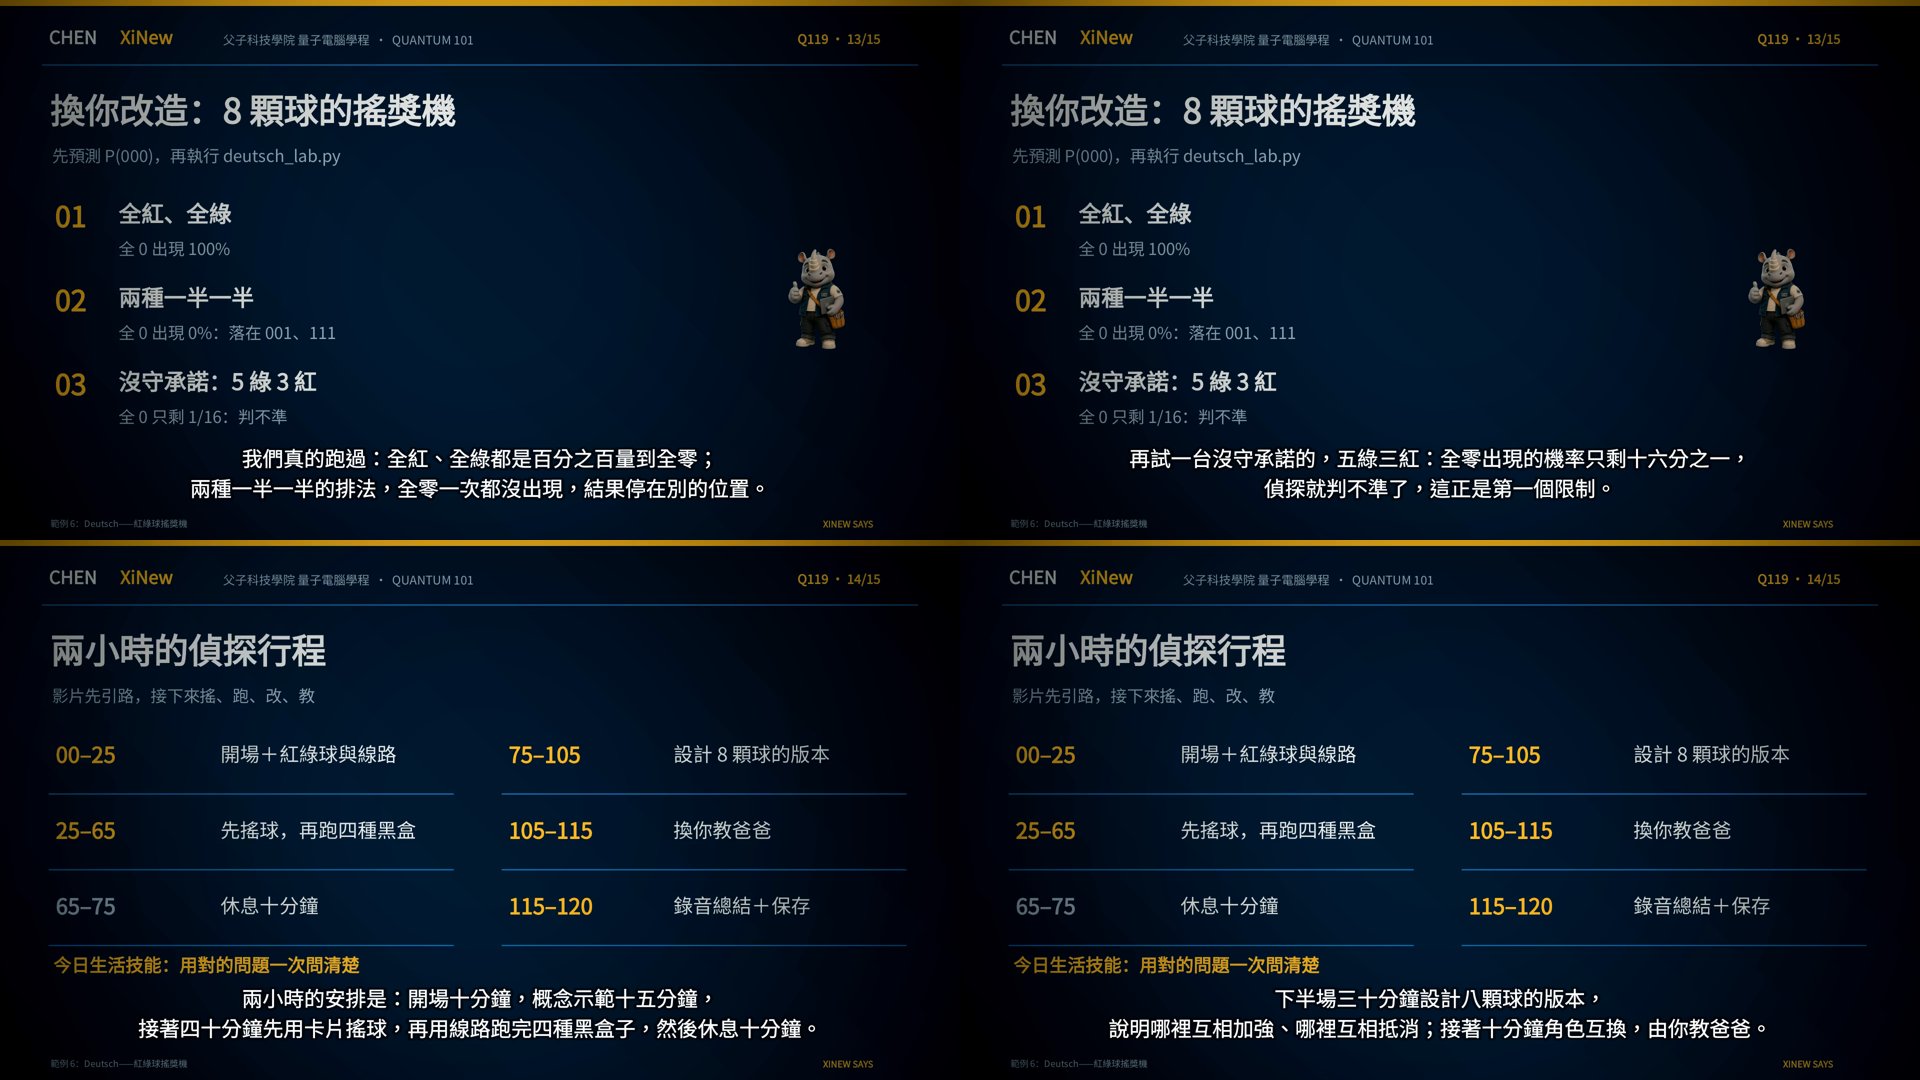 CHEN XiNew 父子科技學院 量子電腦學程 · QUANTUM 101 Q119 · 13/15
換你改造：8 顆球的搖獎機
先預測 P(000)，再執行 deutsch_lab.py
01 全紅、全綠
全 0 出現 100%
02 兩種一半一半
全 0 出現 0%：落在 001、111
03 沒守承諾：5 綠 3 紅
全 0 只剩 1/16：判不準
我們真的跑過：全紅、全綠都是百分之百量到全零；
兩種一半一半的排法，全零一次都沒出現，結果停在別的位置。
範例 6：Deutsch——紅綠球搖獎機 XINEW SAYS
CHEN XiNew 父子科技學院 量子電腦學程 · QUANTUM 101 Q119 · 13/15
換你改造：8 顆球的搖獎機
先預測 P(000)，再執行 deutsch_lab.py
01 全紅、全綠
全 0 出現 100%
02 兩種一半一半
全 0 出現 0%：落在 001、111
03 沒守承諾：5 綠 3 紅
全 0 只剩 1/16：判不準
再試一台沒守承諾的，五綠三紅：全零出現的機率只剩十六分之一，
偵探就判不準了，這正是第一個限制。
範例 6：Deutsch——紅綠球搖獎機 XINEW SAYS
CHEN XiNew 父子科技學院 量子電腦學程 · QUANTUM 101 Q119 · 14/15
兩小時的偵探行程
影片先引路，接下來搖、跑、改、教
00–25 開場＋紅綠球與線路 75–105 設計 8 顆球的版本
25–65 先搖球，再跑四種黑盒 105–115 換你教爸爸
65–75 休息十分鐘 115–120 錄音總結＋保存
今日生活技能：用對的問題一次問清楚
兩小時的安排是：開場十分鐘，概念示範十五分鐘，
接著四十分鐘先用卡片搖球，再用線路跑完四種黑盒子，然後休息十分鐘。
範例 6：Deutsch——紅綠球搖獎機 XINEW SAYS
CHEN XiNew 父子科技學院 量子電腦學程 · QUANTUM 101 Q119 · 14/15
兩小時的偵探行程
影片先引路，接下來搖、跑、改、教
00–25 開場＋紅綠球與線路 75–105 設計 8 顆球的版本
25–65 先搖球，再跑四種黑盒 105–115 換你教爸爸
65–75 休息十分鐘 115–120 錄音總結＋保存
今日生活技能：用對的問題一次問清楚
下半場三十分鐘設計八顆球的版本，
說明哪裡互相加強、哪裡互相抵消；接著十分鐘角色互換，由你教爸爸。
範例 6：Deutsch——紅綠球搖獎機 XINEW SAYS